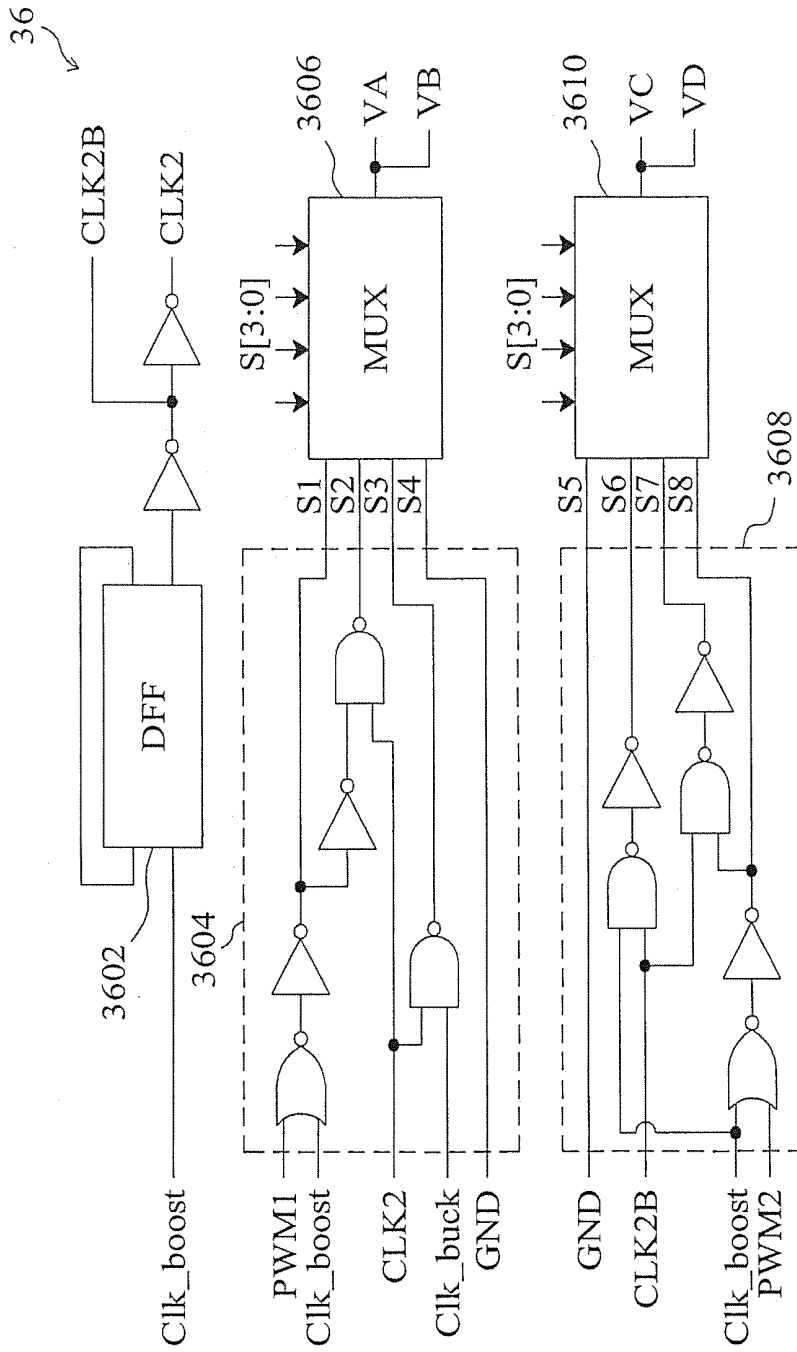 36
CLK2B
CLK2
DFF
3602
Clk_boost
3604
3606
PWM1
Clk_boost
CLK2
Clk_buck
GND
S1
S2
S3
S4
S[3:0]
MUX
VA
VB
3610
GND
CLK2B
Clk_boost
PWM2
S5
S6
S7
S8
S[3:0]
MUX
VC
VD
3608